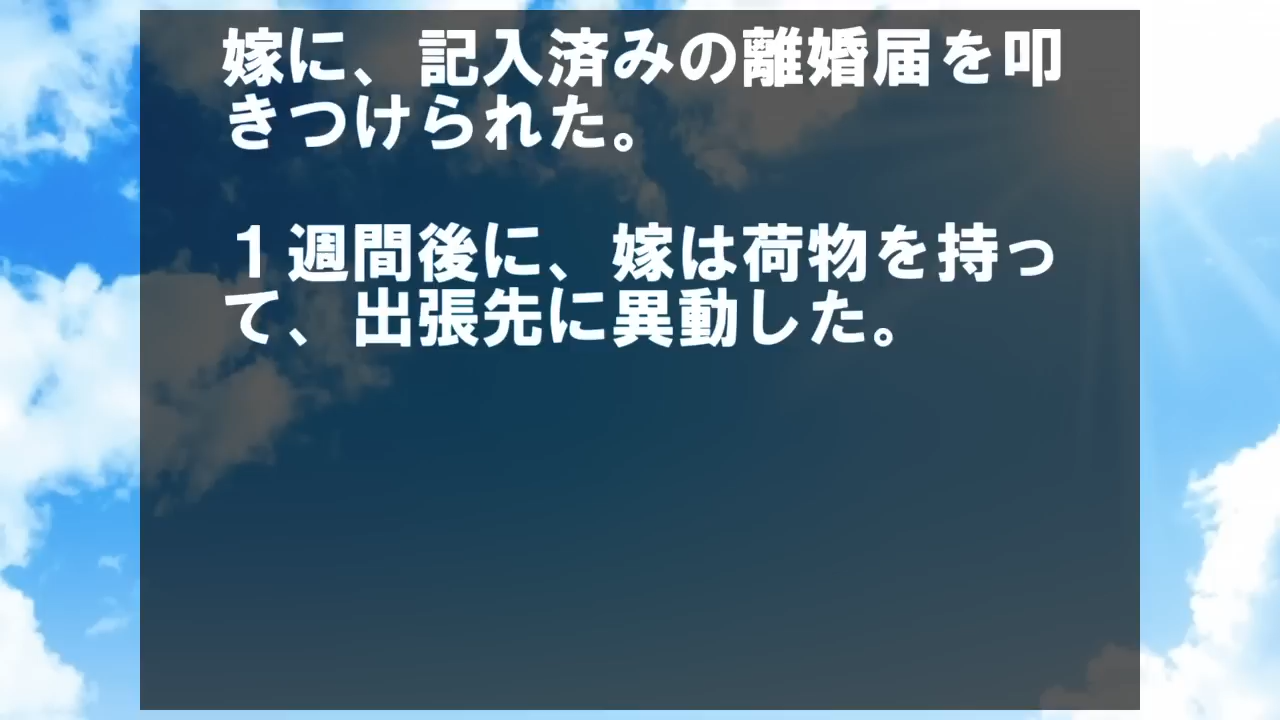 嫁に、記入済みの離婚届を叩
きつけられた。
１週間後に、嫁は荷物を持っ
て、出張先に異動した。